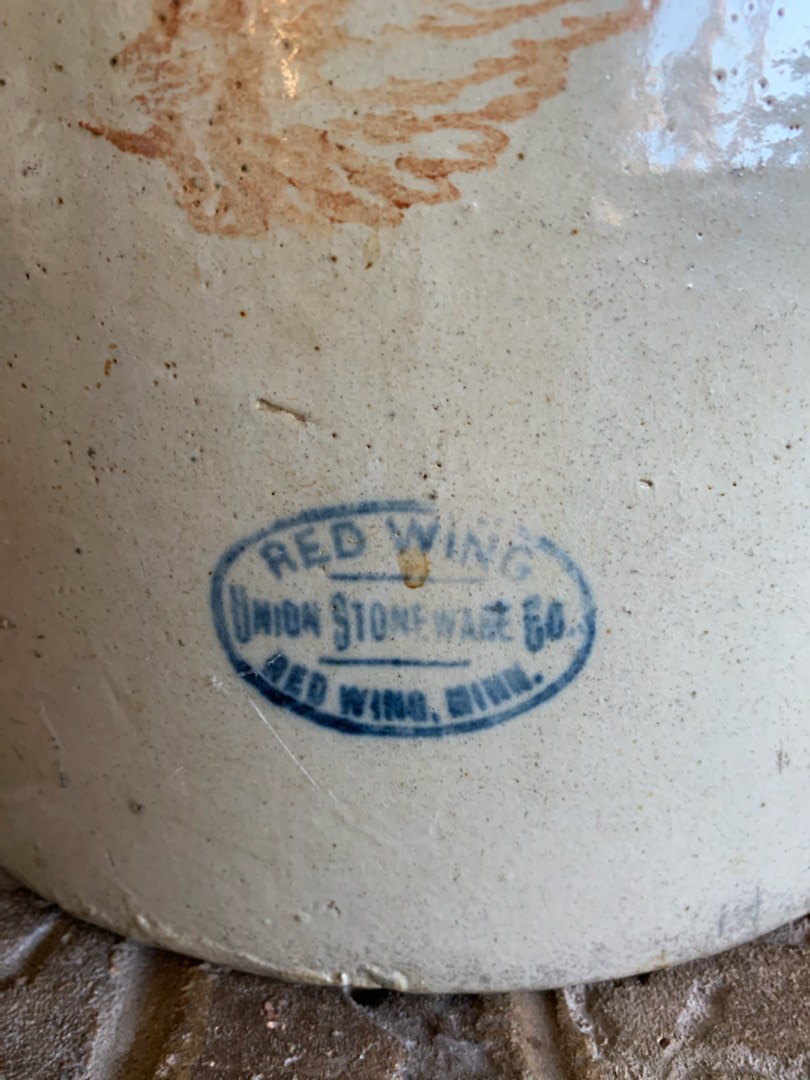 RED WING
UNION STONEWARE CO.
RED WING, MINN.